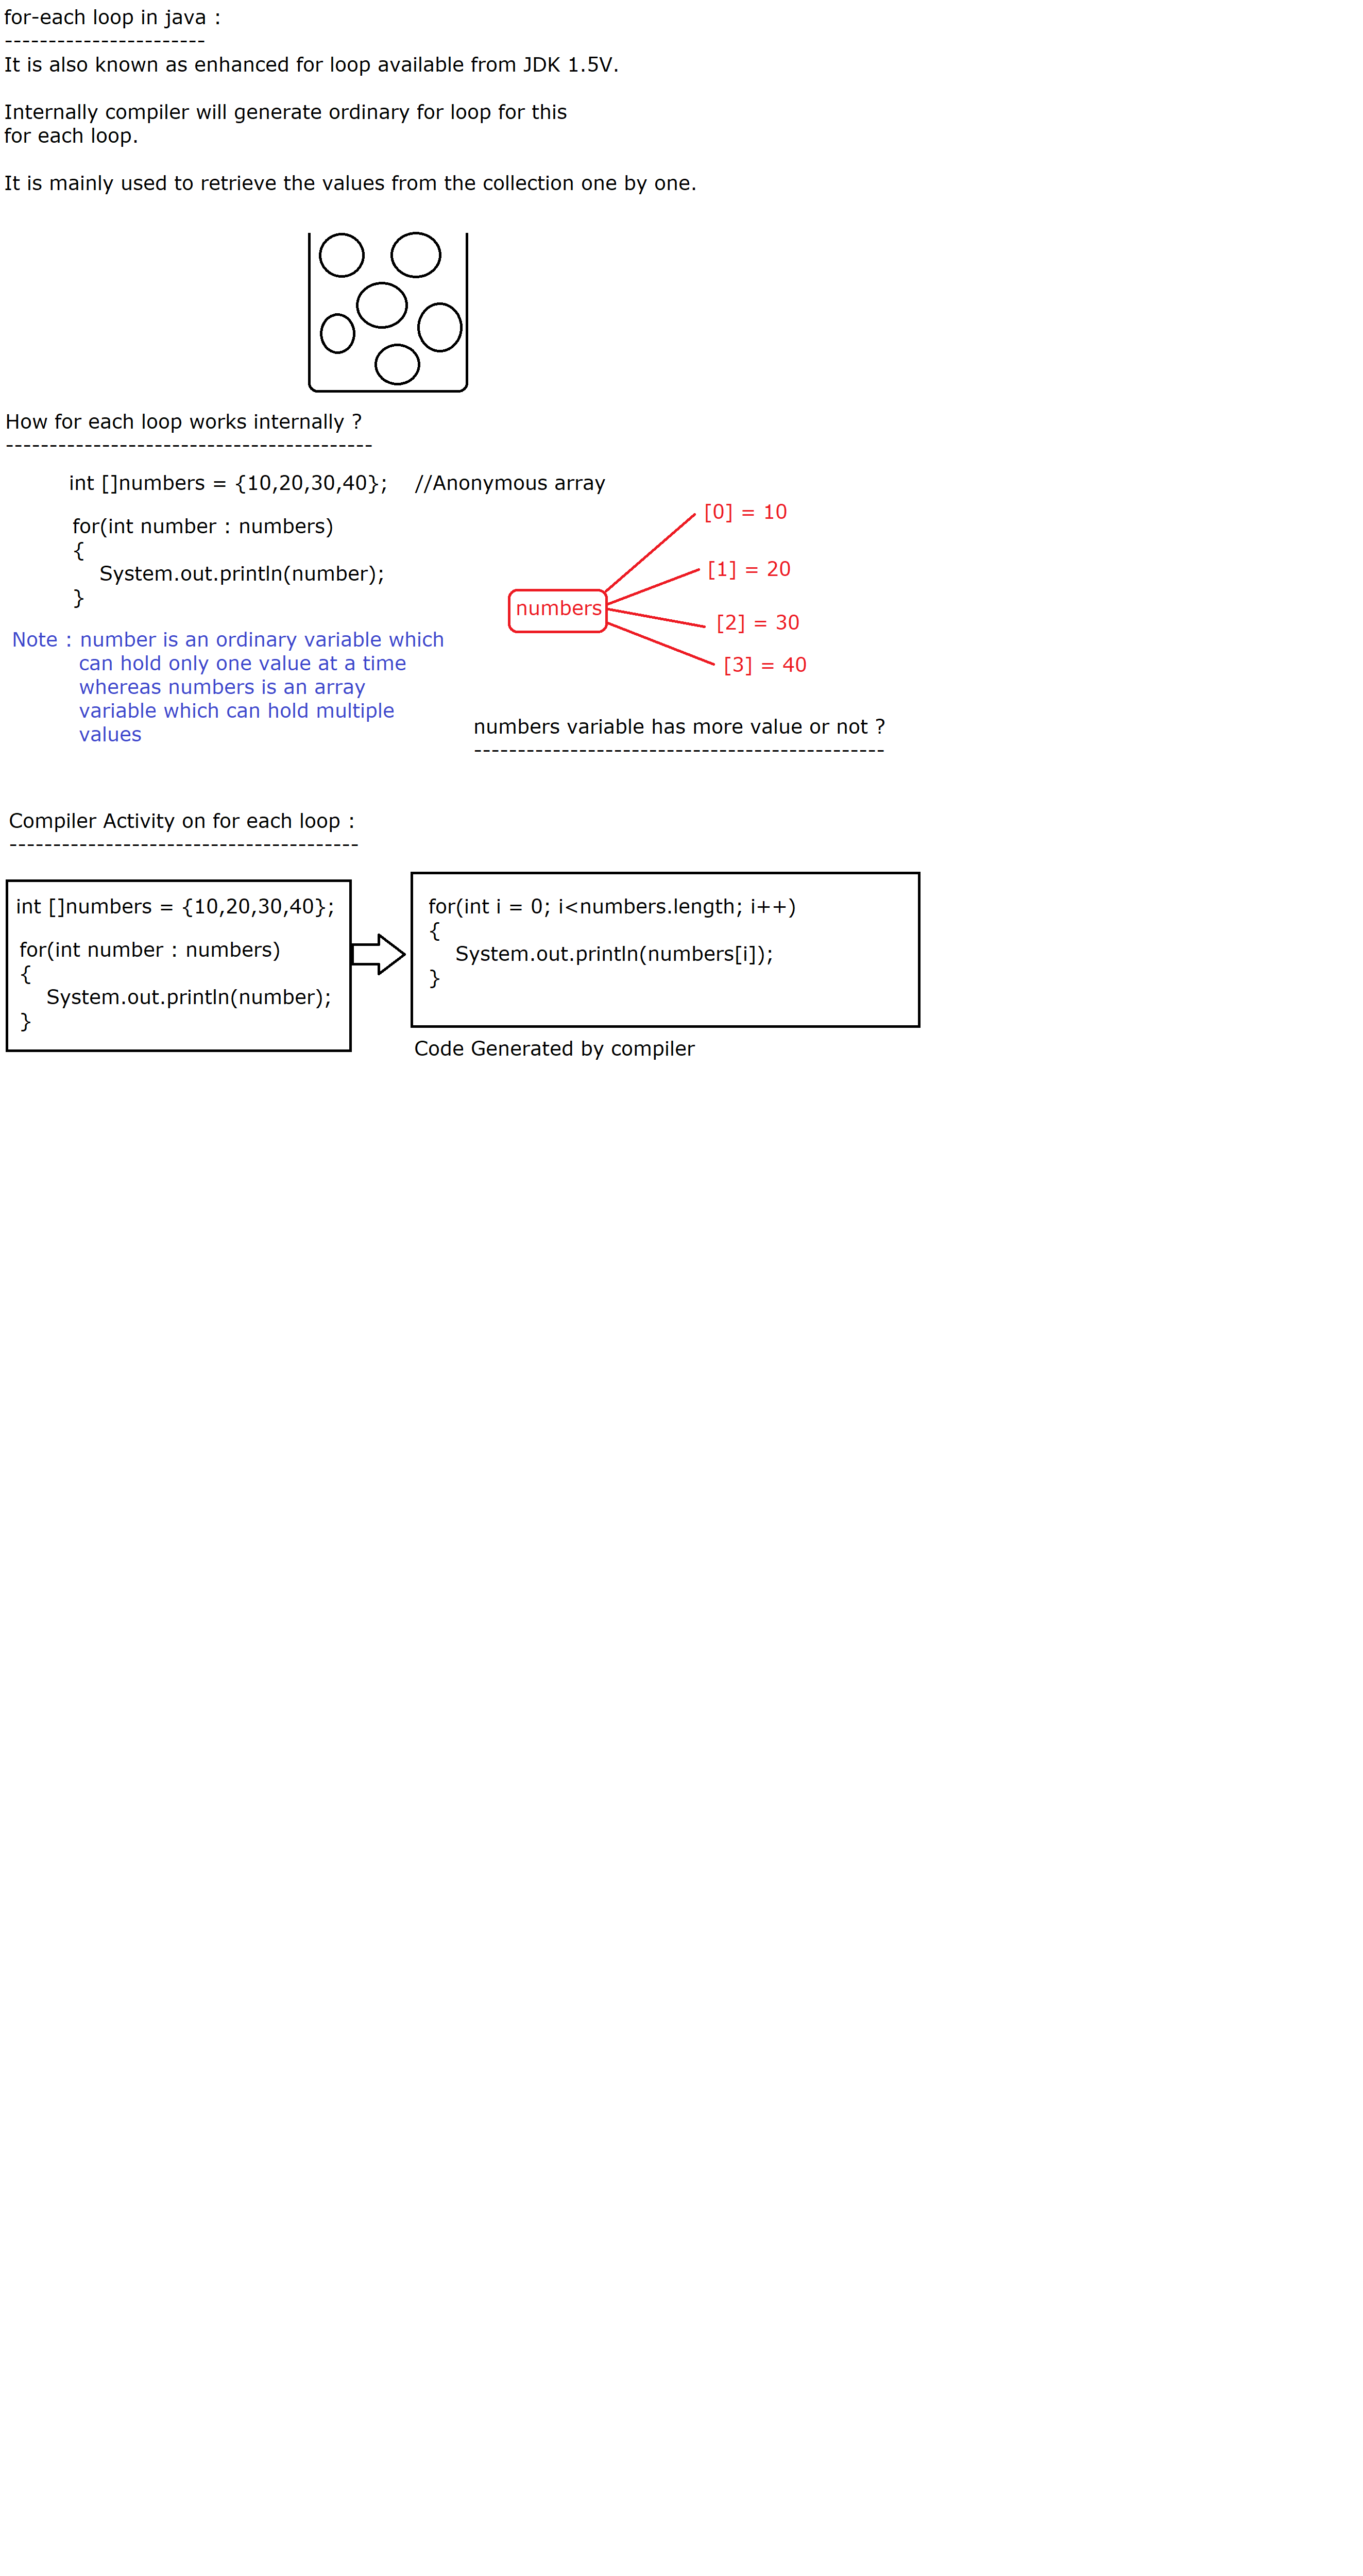 for-each loop in java :
-----------------------
It is also known as enhanced for loop available from JDK 1.5V.
Internally compiler will generate ordinary for loop for this
for each loop.
It is mainly used to retrieve the values from the collection one by one.
How for each loop works internally ?
------------------------------------------
int []numbers = {10,20,30,40};    //Anonymous array
for(int number : numbers)
{
System.out.println(number);
}
[0] = 10
[1] = 20
[2] = 30
[3] = 40
numbers
Note : number is an ordinary variable which
can hold only one value at a time
whereas numbers is an array
variable which can hold multiple
values
numbers variable has more value or not ?
-----------------------------------------------
Compiler Activity on for each loop :
----------------------------------------
int []numbers = {10,20,30,40};
for(int number : numbers)
{
System.out.println(number);
}
for(int i = 0; i<numbers.length; i++)
{
System.out.println(numbers[i]);
}
Code Generated by compiler